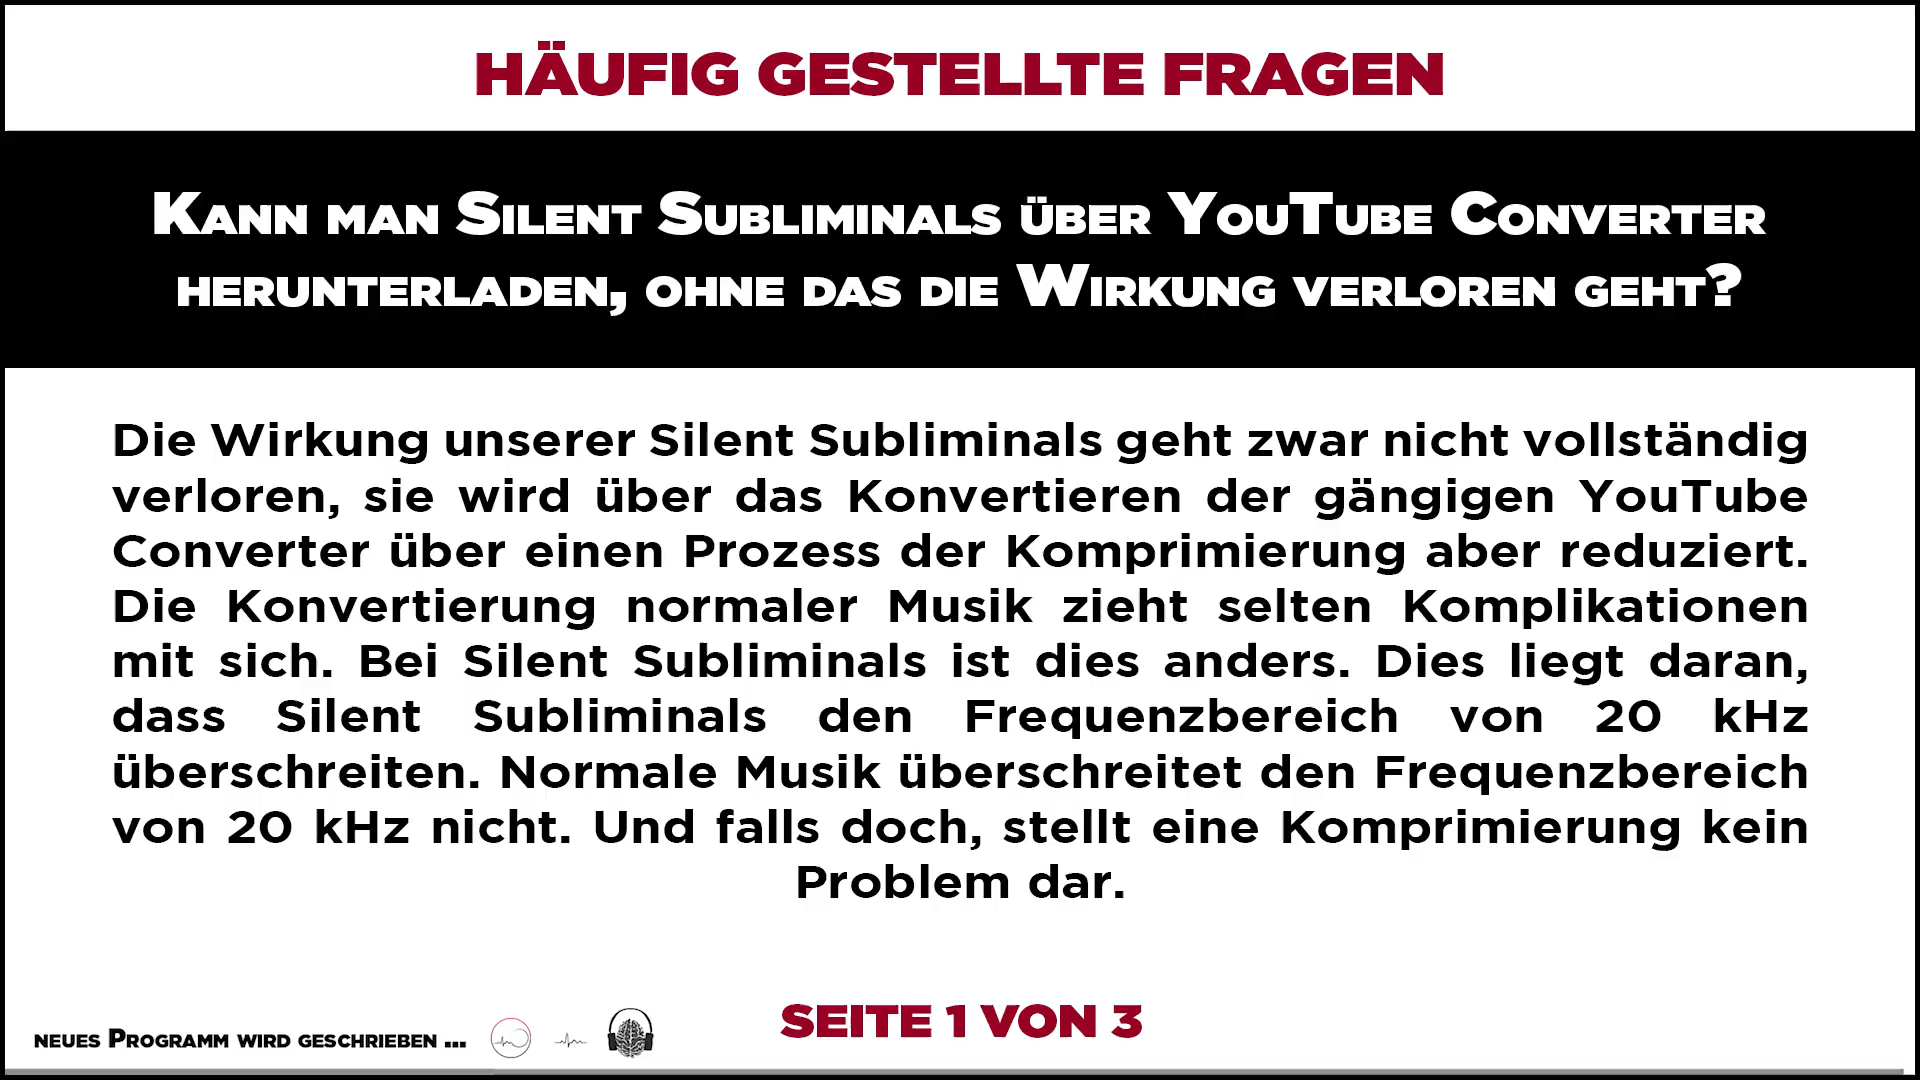 HÄUFIG GESTELLTE FRAGEN
Kann man Silent Subliminals über YouTube Converter
herunterladen, ohne das die Wirkung verloren geht?
Die Wirkung unserer Silent Subliminals geht zwar nicht vollständig
verloren, sie wird über das Konvertieren der gängigen YouTube
Converter über einen Prozess der Komprimierung aber reduziert.
Die Konvertierung normaler Musik zieht selten Komplikationen
mit sich. Bei Silent Subliminals ist dies anders. Dies liegt daran,
dass Silent Subliminals den Frequenzbereich von 20 kHz
überschreiten. Normale Musik überschreitet den Frequenzbereich
von 20 kHz nicht. Und falls doch, stellt eine Komprimierung kein
Problem dar.
neues Programm wird geschrieben ...
SEITE 1 VON 3